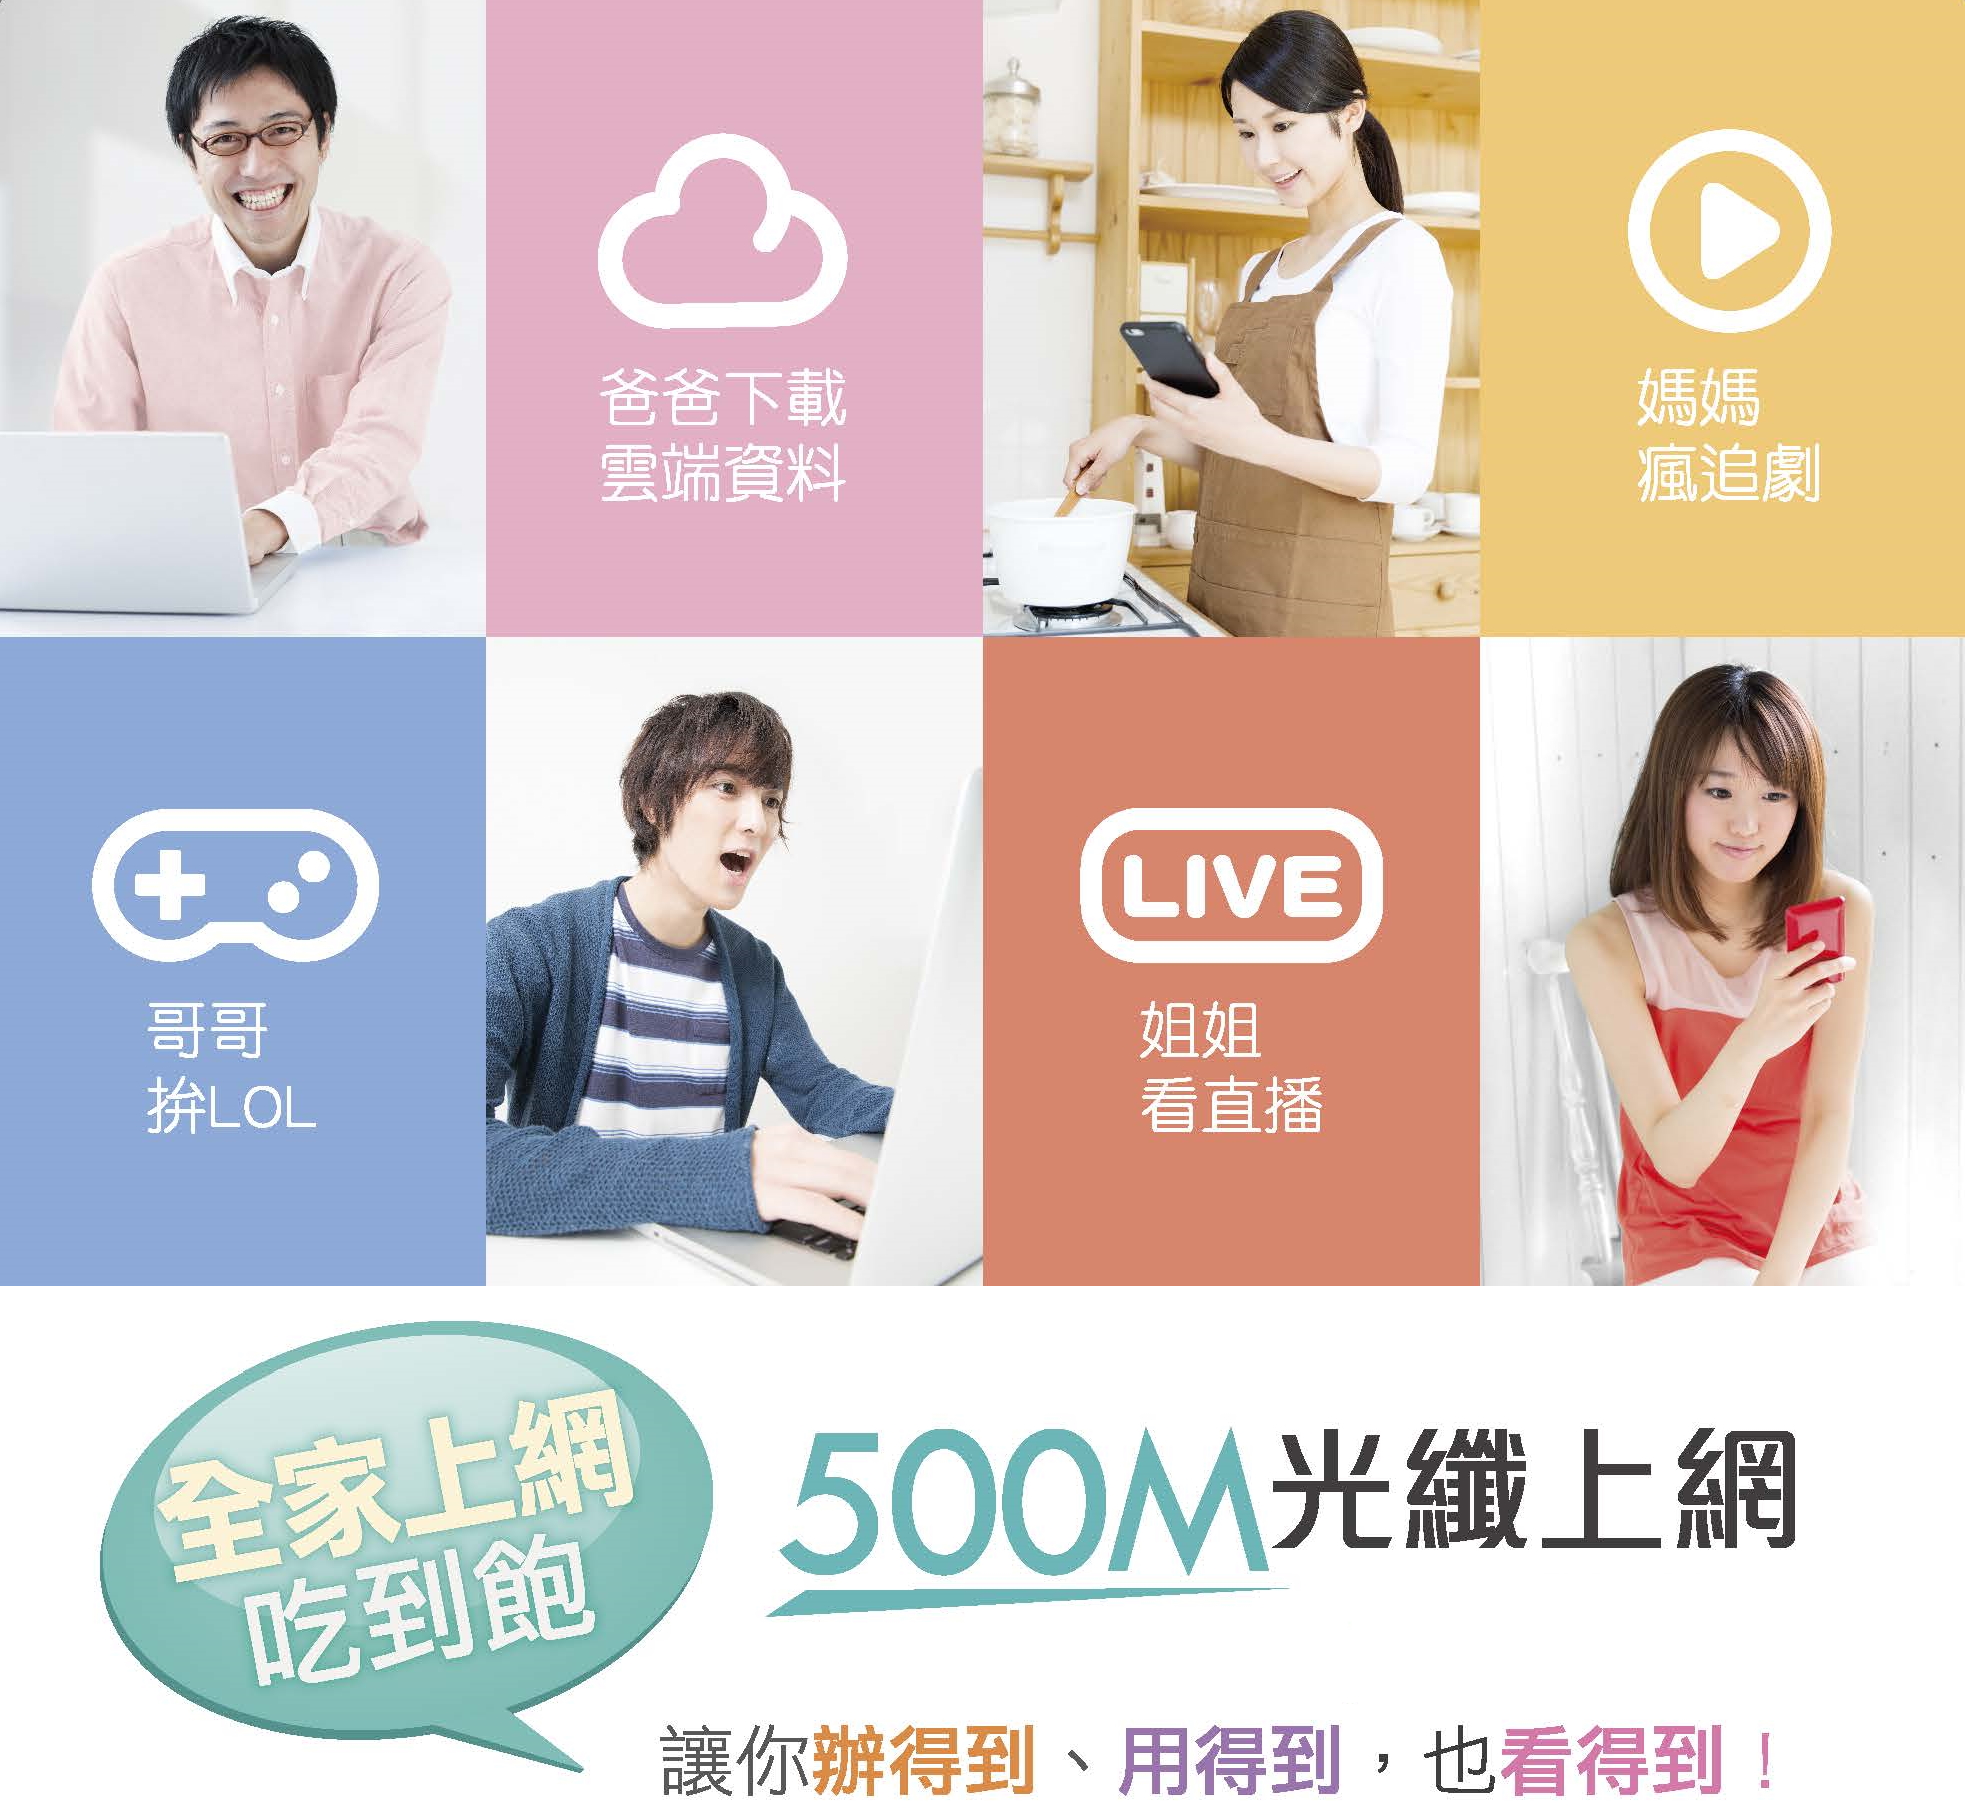 爸爸下載
雲端資料
媽媽
瘋追劇
哥哥
拚LOL
LIVE
姐姐
看直播
全家上網
吃到飽
500M光纖上網
讓你辦得到、用得到，也看得到！